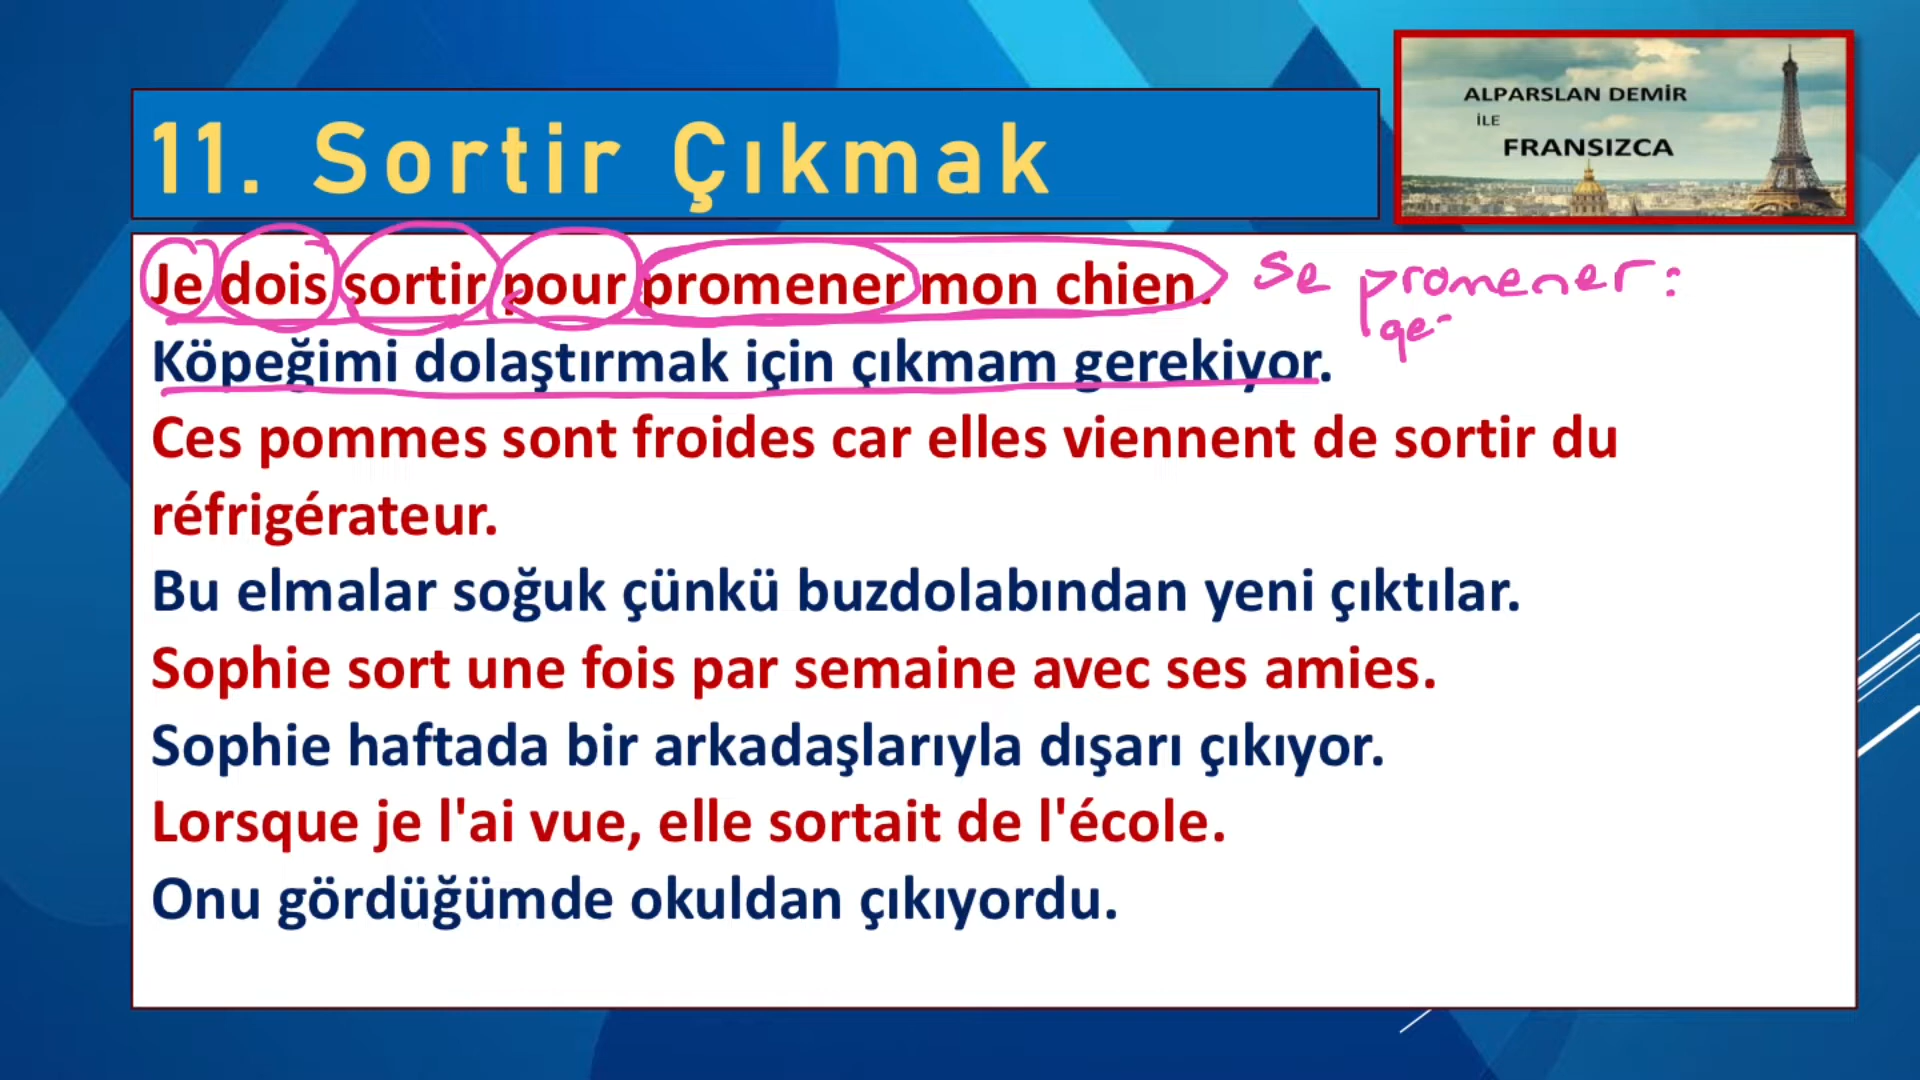 ALPARSLAN DEMİR
İLE
FRANSIZCA
11. Sortir Çıkmak
Je dois sortir pour promener mon chien. se promener:
ge
Köpeğimi dolaştırmak için çıkmam gerekiyor.
Ces pommes sont froides car elles viennent de sortir du
réfrigérateur.
Bu elmalar soğuk çünkü buzdolabından yeni çıktılar.
Sophie sort une fois par semaine avec ses amies.
Sophie haftada bir arkadaşlarıyla dışarı çıkıyor.
Lorsque je l'ai vue, elle sortait de l'école.
Onu gördüğümde okuldan çıkıyordu.